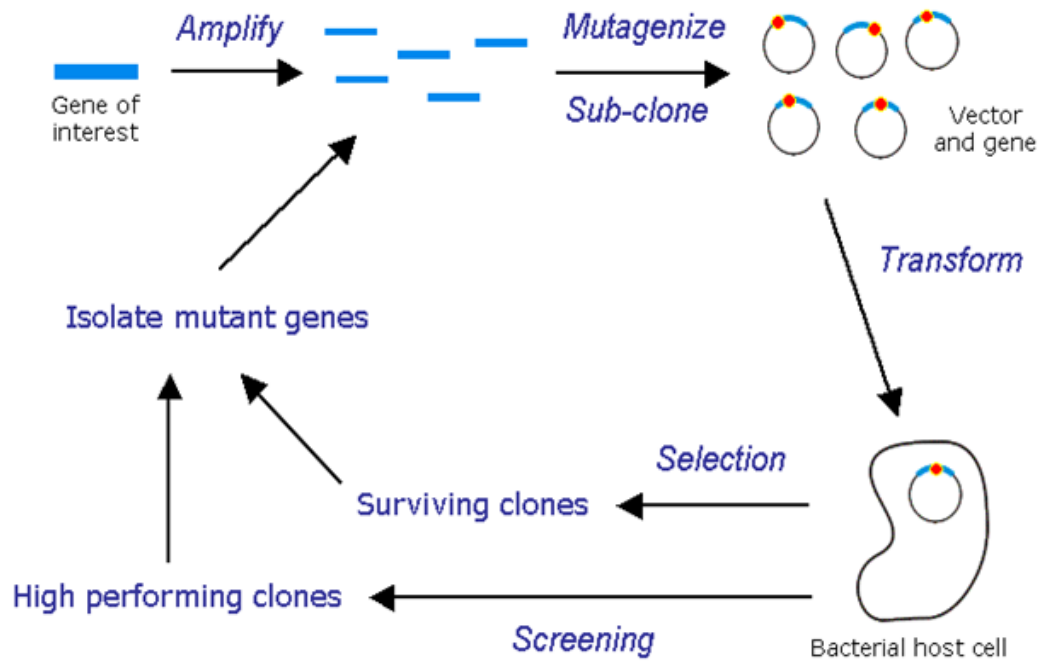 Amplify
Gene of
interest
Mutagenize
Sub-clone
Vector
and gene
Transform
Isolate mutant genes
Selection
Surviving clones
High performing clones
Screening
Bacterial host cell